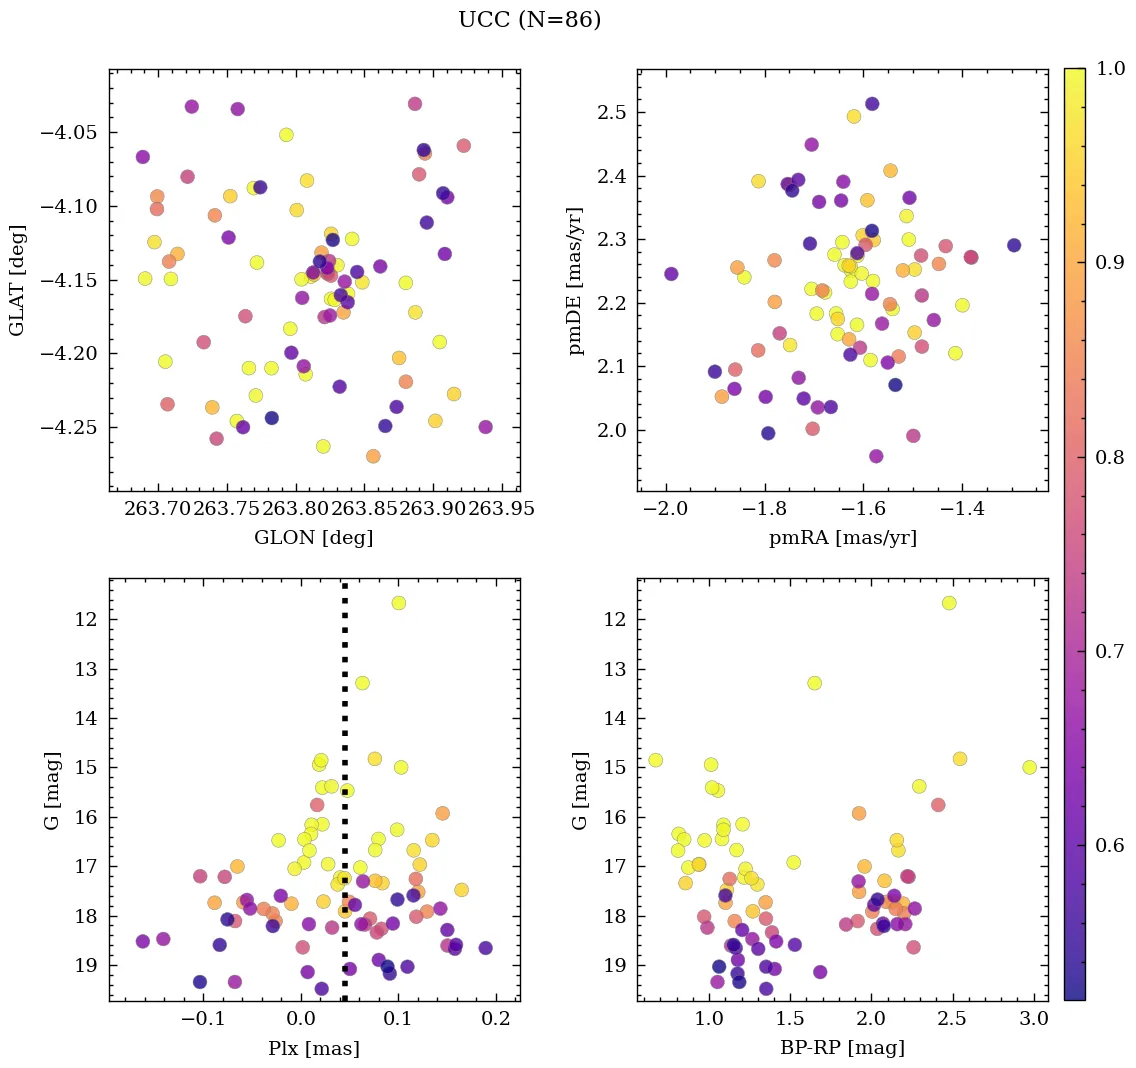 UCC (N=86)
−4.05
−4.10
−4.15
−4.20
−4.25
GLAT [deg]
263.70 263.75 263.80 263.85 263.90 263.95
GLON [deg]
2.5
2.4
2.3
2.2
2.1
2.0
pmDE [mas/yr]
−2.0 −1.8 −1.6 −1.4
pmRA [mas/yr]
12
13
14
15
16
17
18
19
G [mag]
−0.1 0.0 0.1 0.2
Plx [mas]
12
13
14
15
16
17
18
19
G [mag]
1.0 1.5 2.0 2.5 3.0
BP-RP [mag]
1.0
0.9
0.8
0.7
0.6